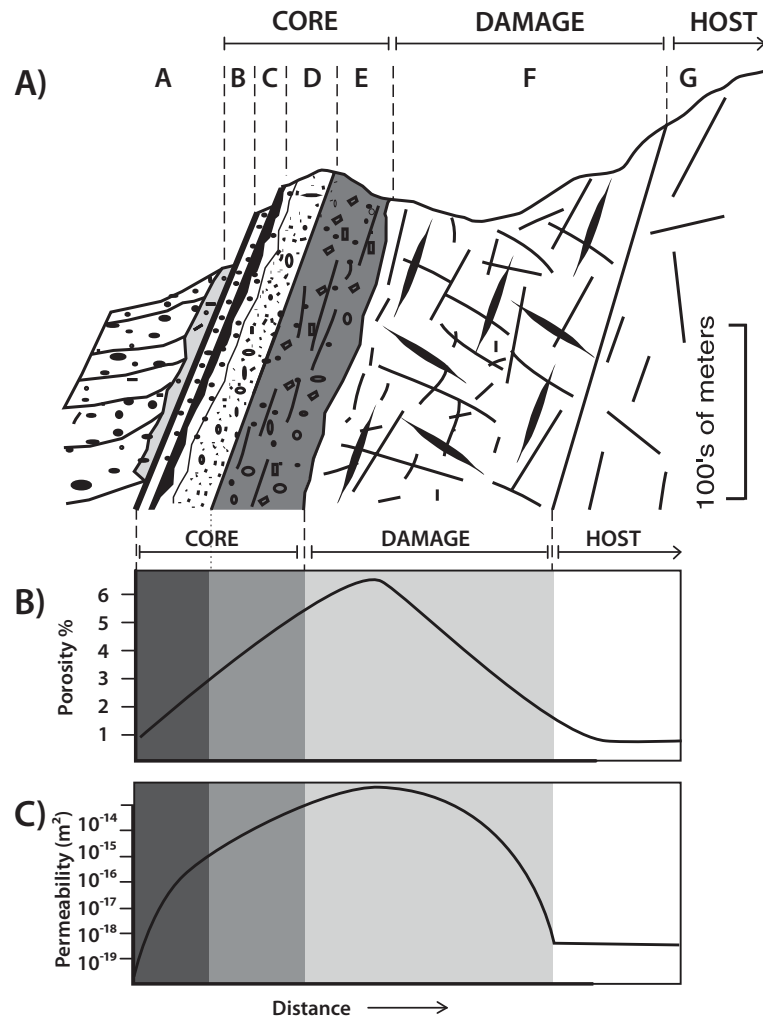 CORE DAMAGE HOST
A)
A B C D E F G
100's of meters
CORE DAMAGE HOST
B)
Porosity %
6
5
4
3
2
1
C)
Permeability (m²)
10⁻¹⁴
10⁻¹⁵
10⁻¹⁶
10⁻¹⁷
10⁻¹⁸
10⁻¹⁹
Distance